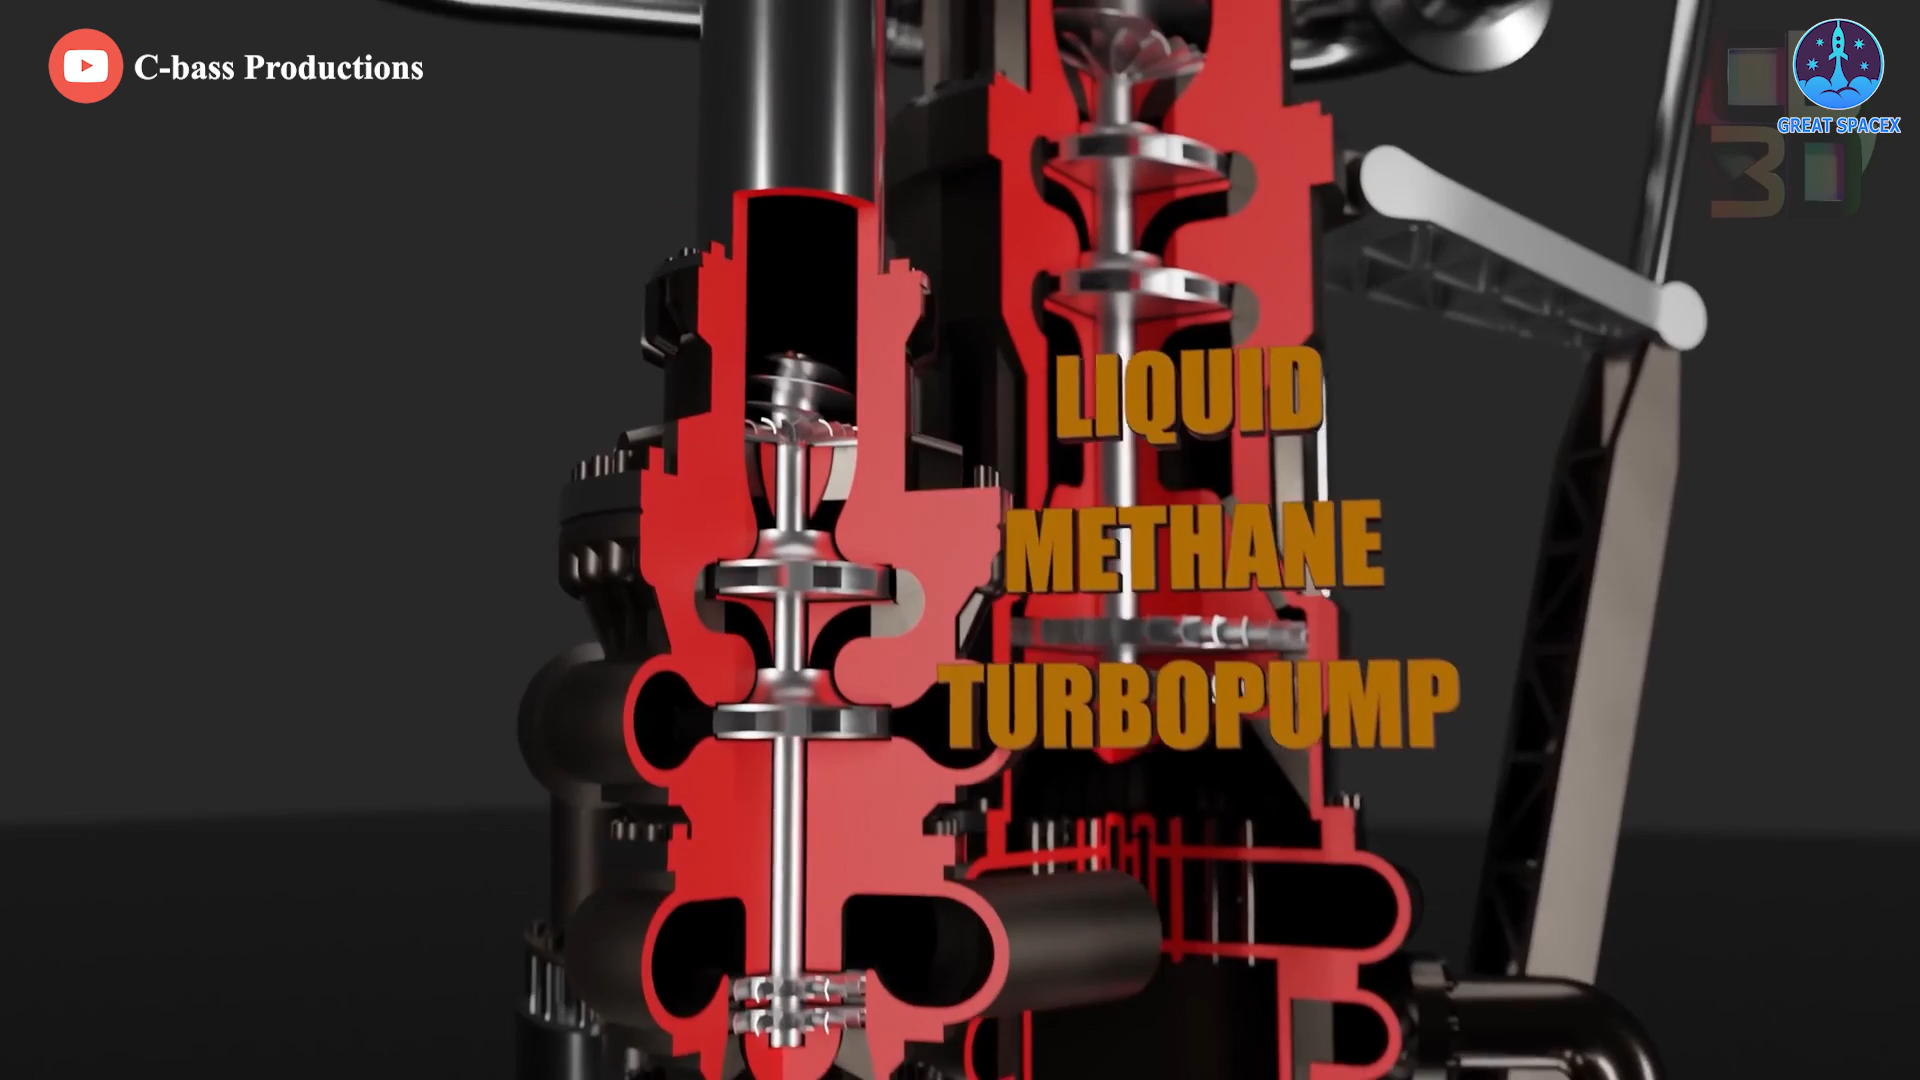 C-bass Productions
GREAT SPACEX
LIQUID
METHANE
TURBOPUMP